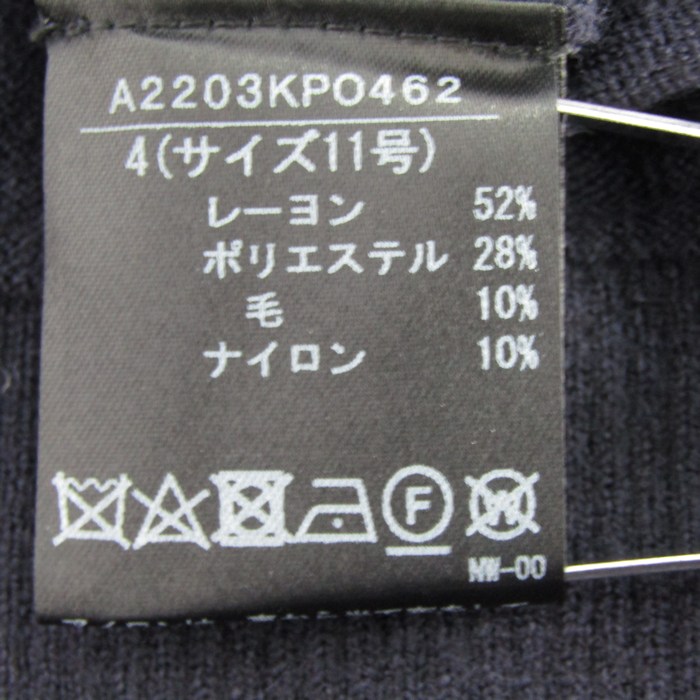 A2203KPO462
4(サイズ11号)
レーヨン 52%
ポリエステル 28%
毛 10%
ナイロン 10%
F W
NW-00